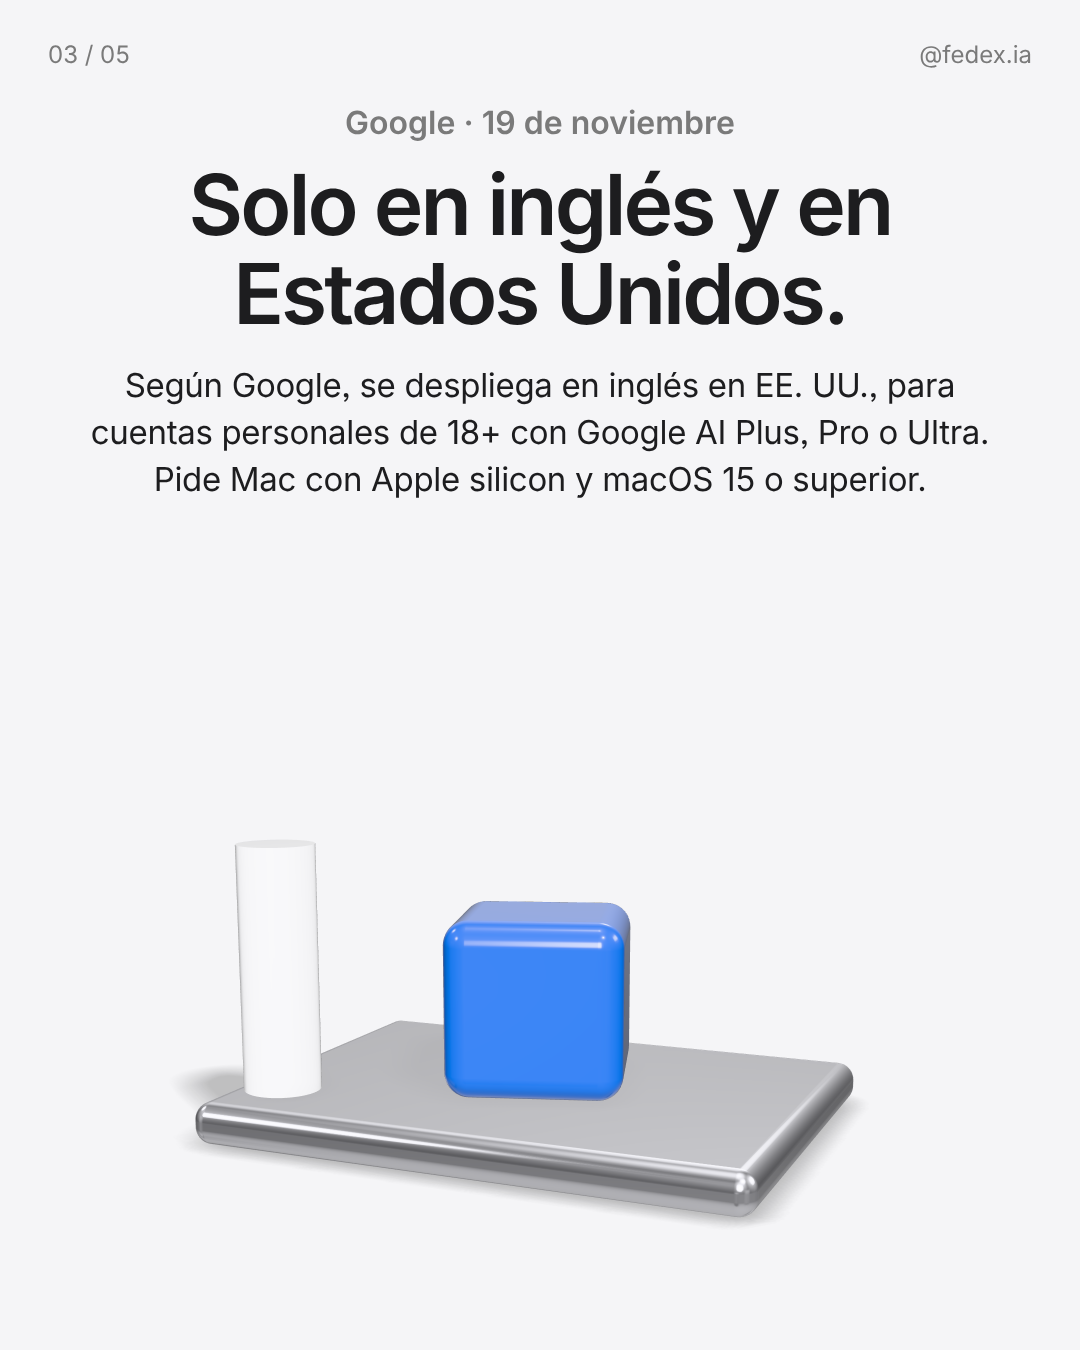 03 / 05
@fedex.ia
Google · 19 de noviembre
Solo en inglés y en
Estados Unidos.
Según Google, se despliega en inglés en EE. UU., para
cuentas personales de 18+ con Google AI Plus, Pro o Ultra.
Pide Mac con Apple silicon y macOS 15 o superior.